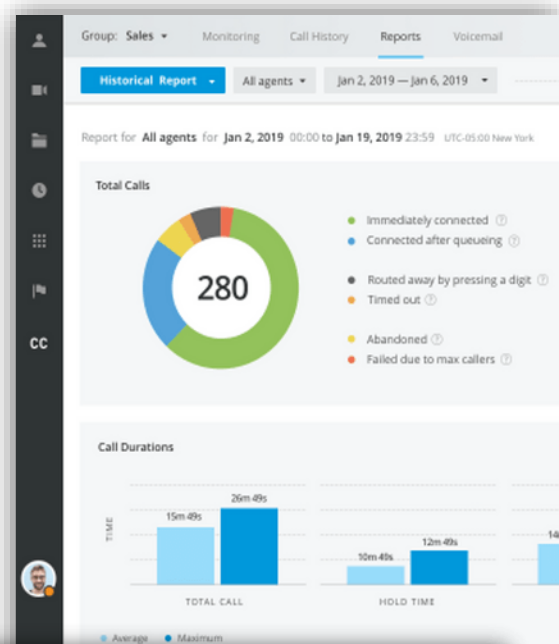 Group: Sales Monitoring Call History Reports Voicemail
Historical Report All agents Jan 2, 2019 — Jan 6, 2019
Report for All agents for Jan 2, 2019 00:00 to Jan 19, 2019 23:59 UTC-05:00 New York
Total Calls
280
Immediately connected
Connected after queueing
Routed away by pressing a digit
Timed out
Abandoned
Failed due to max callers
CC
Call Durations
TIME
15m 49s
26m 49s
TOTAL CALL
10m 49s
12m 49s
HOLD TIME
Average Maximum